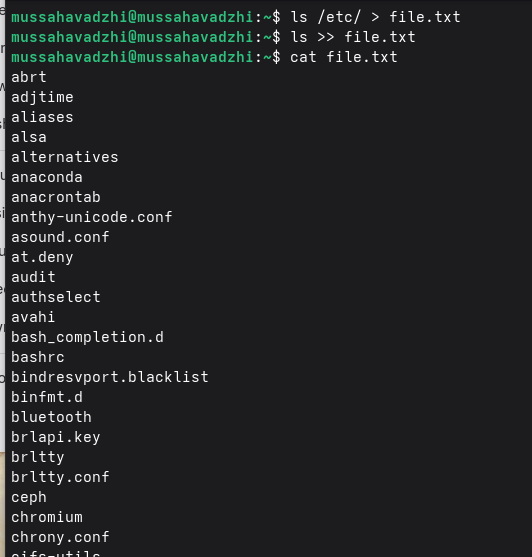 mussahavadzhi@mussahavadzhi:~$ ls /etc/ > file.txt
mussahavadzhi@mussahavadzhi:~$ ls >> file.txt
mussahavadzhi@mussahavadzhi:~$ cat file.txt
abrt
adjtime
aliases
alsa
alternatives
anaconda
anacrontab
anthy-unicode.conf
asound.conf
at.deny
audit
authselect
avahi
bash_completion.d
bashrc
bindresvport.blacklist
binfmt.d
bluetooth
brlapi.key
brltty
brltty.conf
ceph
chromium
chrony.conf
cifs-utils